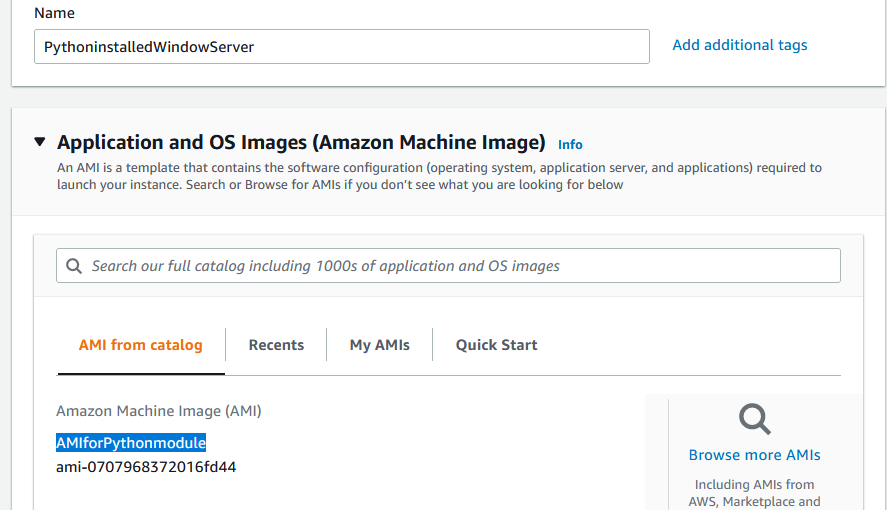 Name
PythoninstalledWindowServer
Add additional tags
Application and OS Images (Amazon Machine Image) Info
An AMI is a template that contains the software configuration (operating system, application server, and applications) required to
launch your instance. Search or Browse for AMIs if you don't see what you are looking for below
Search our full catalog including 1000s of application and OS images
AMI from catalog
Recents
My AMIs
Quick Start
Amazon Machine Image (AMI)
AMIforPythonmodule
ami-0707968372016fd44
Browse more AMIs
Including AMIs from
AWS, Marketplace and